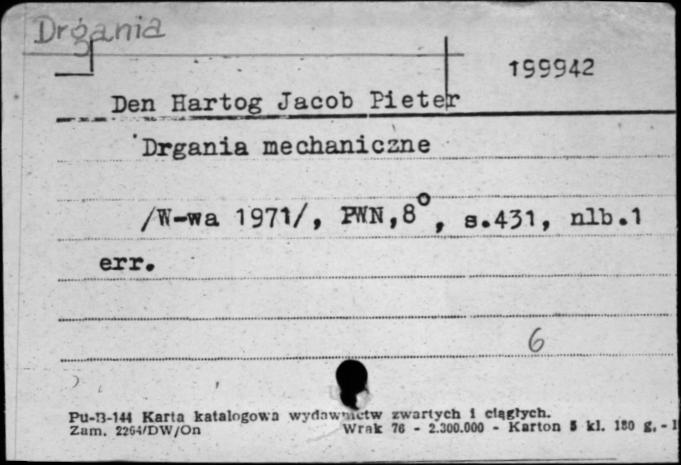 Drgania
199942
Den Hartog Jacob Pieter
Drgania mechaniczne
/W-wa 1971/, PWN, 8°, s.431, nlb.1
err.
6
Pu-B-144 Karta katalogowa wydawnictw zwartych i ciągłych.
Zam. 2264/DW/On Wrak 76 - 2.300.000 - Karton 5 kl. 180 g. - 1